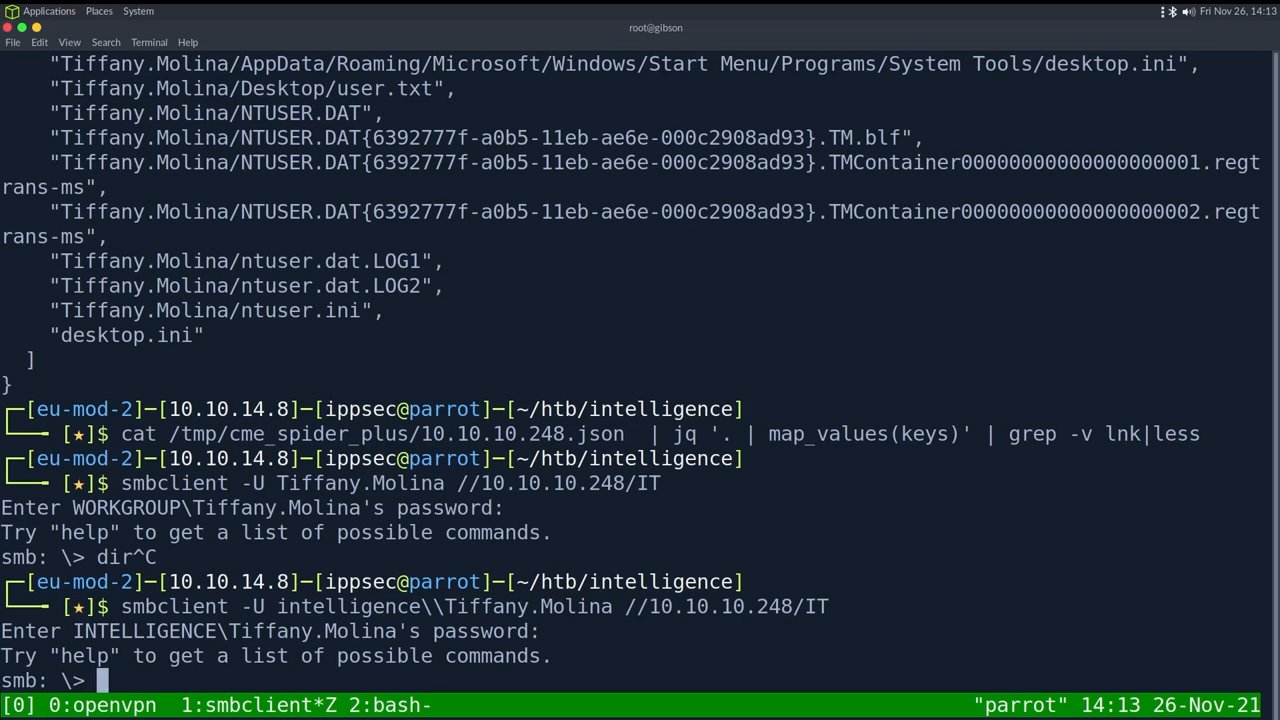 Applications Places System Fri Nov 26, 14:13
root@gibson
File Edit View Search Terminal Help
"Tiffany.Molina/AppData/Roaming/Microsoft/Windows/Start Menu/Programs/System Tools/desktop.ini",
"Tiffany.Molina/Desktop/user.txt",
"Tiffany.Molina/NTUSER.DAT",
"Tiffany.Molina/NTUSER.DAT{6392777f-a0b5-11eb-ae6e-000c2908ad93}.TM.blf",
"Tiffany.Molina/NTUSER.DAT{6392777f-a0b5-11eb-ae6e-000c2908ad93}.TMContainer00000000000000000001.regt
rans-ms",
"Tiffany.Molina/NTUSER.DAT{6392777f-a0b5-11eb-ae6e-000c2908ad93}.TMContainer00000000000000000002.regt
rans-ms",
"Tiffany.Molina/ntuser.dat.LOG1",
"Tiffany.Molina/ntuser.dat.LOG2",
"Tiffany.Molina/ntuser.ini",
"desktop.ini"
]
}
┌─[eu-mod-2]─[10.10.14.8]─[ippsec@parrot]─[~/htb/intelligence]
└──╼ [★]$ cat /tmp/cme_spider_plus/10.10.10.248.json  | jq '. | map_values(keys)' | grep -v lnk|less
┌─[eu-mod-2]─[10.10.14.8]─[ippsec@parrot]─[~/htb/intelligence]
└──╼ [★]$ smbclient -U Tiffany.Molina //10.10.10.248/IT
Enter WORKGROUP\Tiffany.Molina's password:
Try "help" to get a list of possible commands.
smb: \> dir^C
┌─[eu-mod-2]─[10.10.14.8]─[ippsec@parrot]─[~/htb/intelligence]
└──╼ [★]$ smbclient -U intelligence\\Tiffany.Molina //10.10.10.248/IT
Enter INTELLIGENCE\Tiffany.Molina's password:
Try "help" to get a list of possible commands.
smb: \>
[0] 0:openvpn  1:smbclient*Z 2:bash- "parrot" 14:13 26-Nov-21